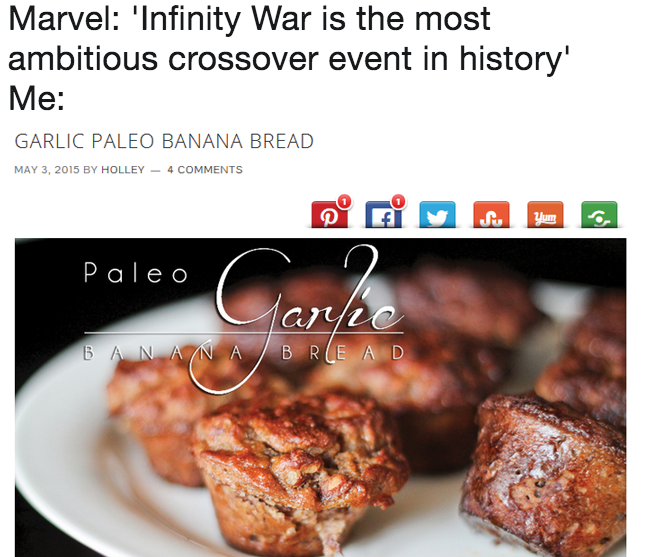 Marvel: 'Infinity War is the most
ambitious crossover event in history'
Me:
GARLIC PALEO BANANA BREAD
MAY 3, 2015 BY HOLLEY — 4 COMMENTS
1 1
Yum
Paleo Garlic
BANANA BREAD